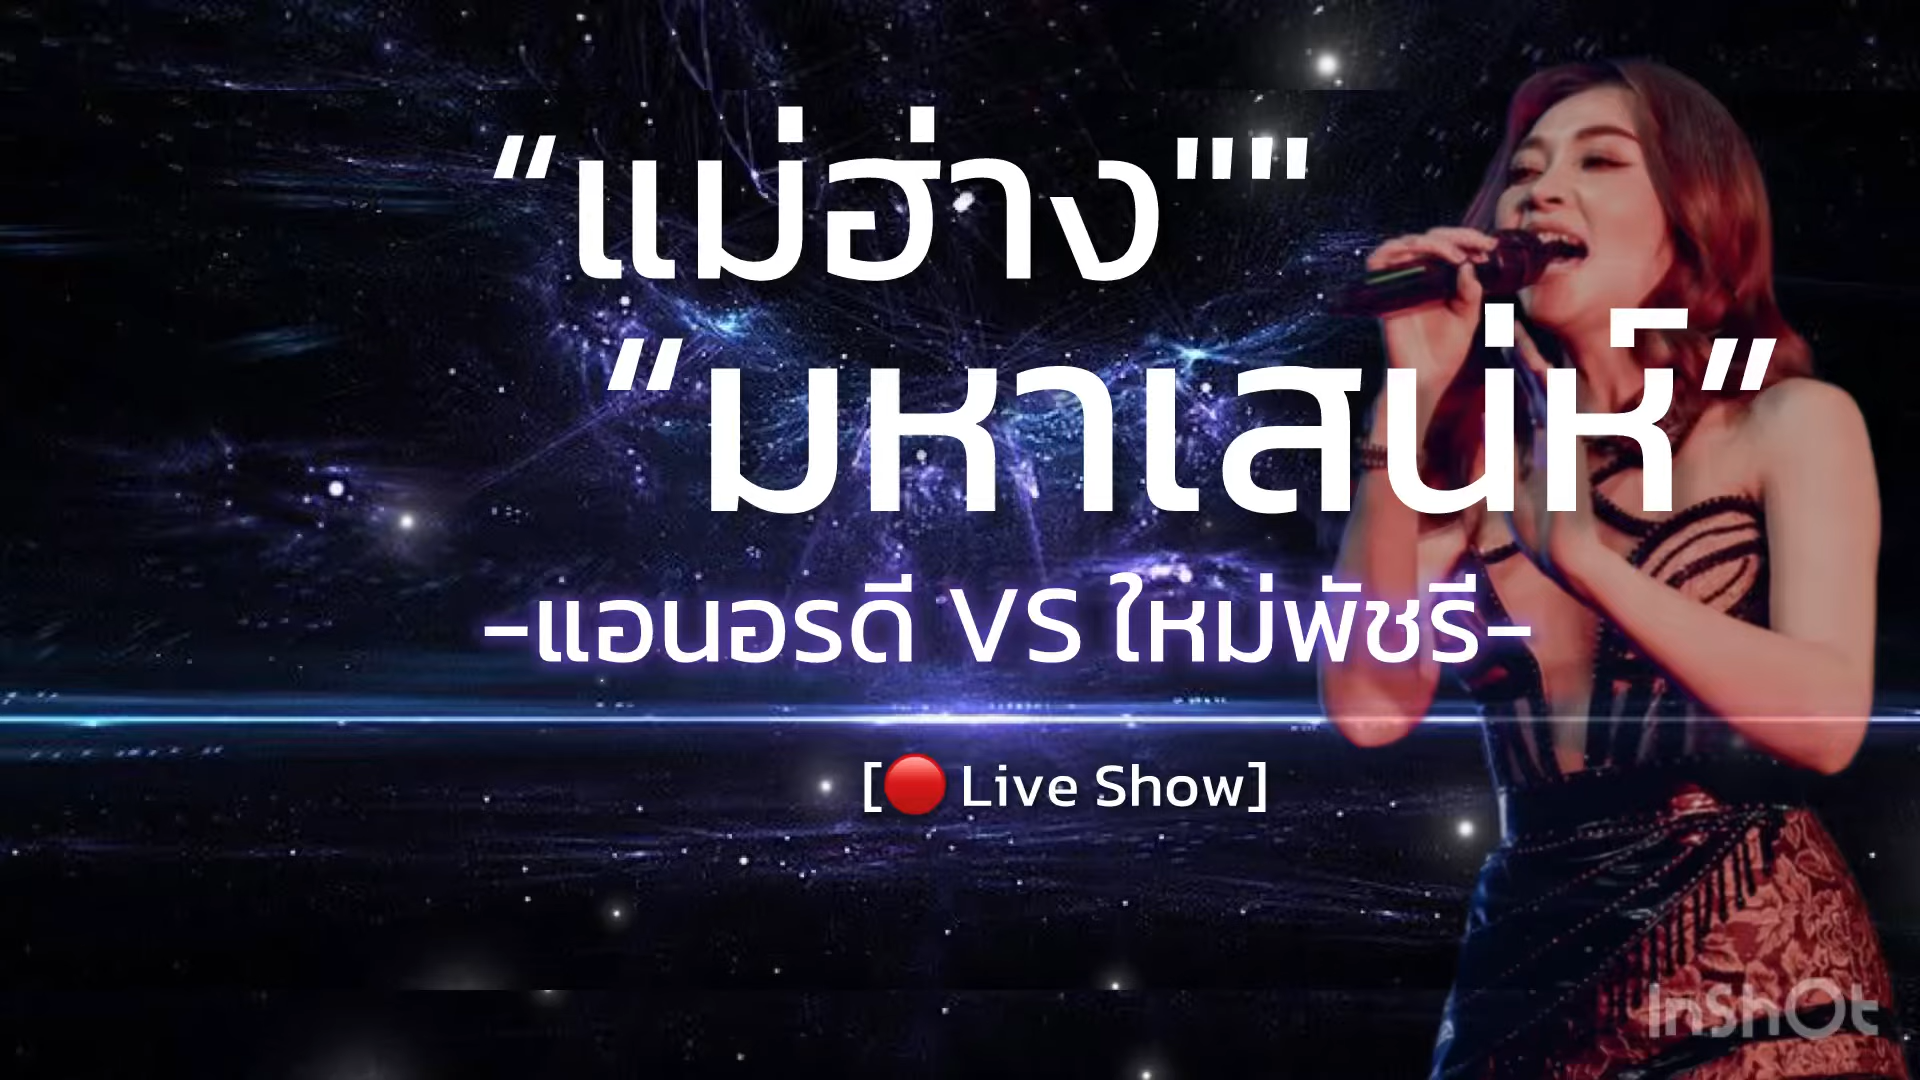 “แม่ฮ่าง""
“มหาเสน่ห์”
-แอนอรดี VS ใหม่พัชรี-
[🔴 Live Show]
InShOt